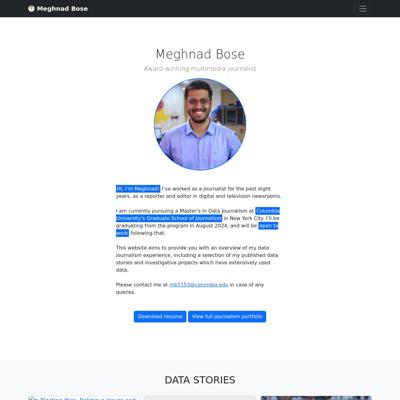 Meghnad Bose
Meghnad Bose
Award-winning multimedia journalist
Hi, I'm Meghnad! I've worked as a journalist for the past eight
years, as a reporter and editor in digital and television newsrooms.
I am currently pursuing a Master's in Data Journalism at Columbia
University's Graduate School of Journalism in New York City. I'll be
graduating from the program in August 2024, and will be open to
work following that.
This website aims to provide you with an overview of my data
journalism experience, including a selection of my published data
stories and investigative projects which have extensively used
data.
Please contact me at mb5153@columbia.edu in case of any
queries.
Download resume View full journalism portfolio
DATA STORIES
In Election Year, Religious Issues and